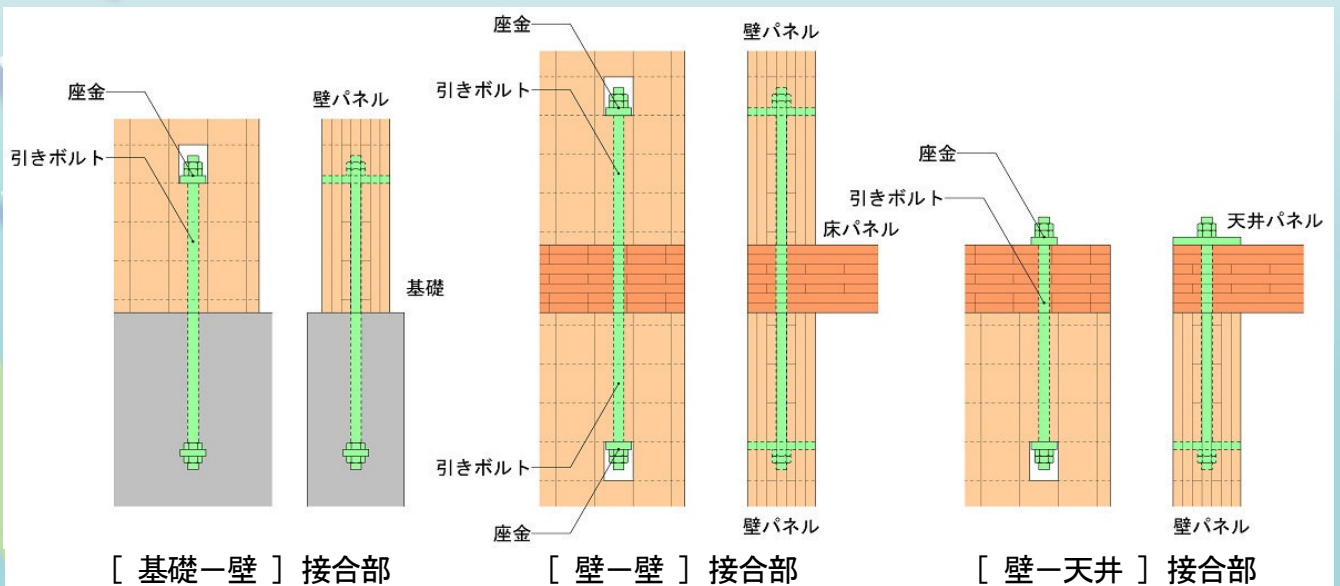 座金
引きボルト
壁パネル
基礎
[ 基礎ー壁 ] 接合部
座金
引きボルト
壁パネル
床パネル
引きボルト
座金
壁パネル
[ 壁ー壁 ] 接合部
座金
引きボルト
天井パネル
壁パネル
[ 壁ー天井 ] 接合部